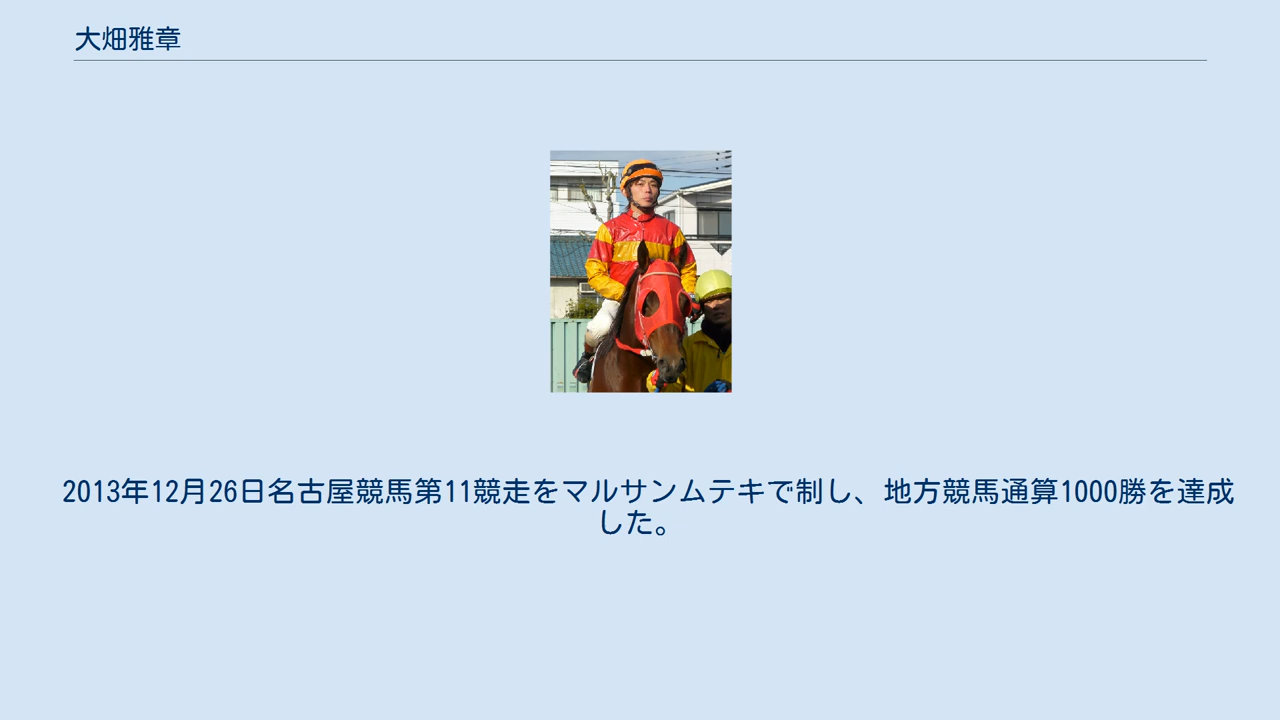 大畑雅章
2013年12月26日名古屋競馬第11競走をマルサンムテキで制し、地方競馬通算1000勝を達成
した。